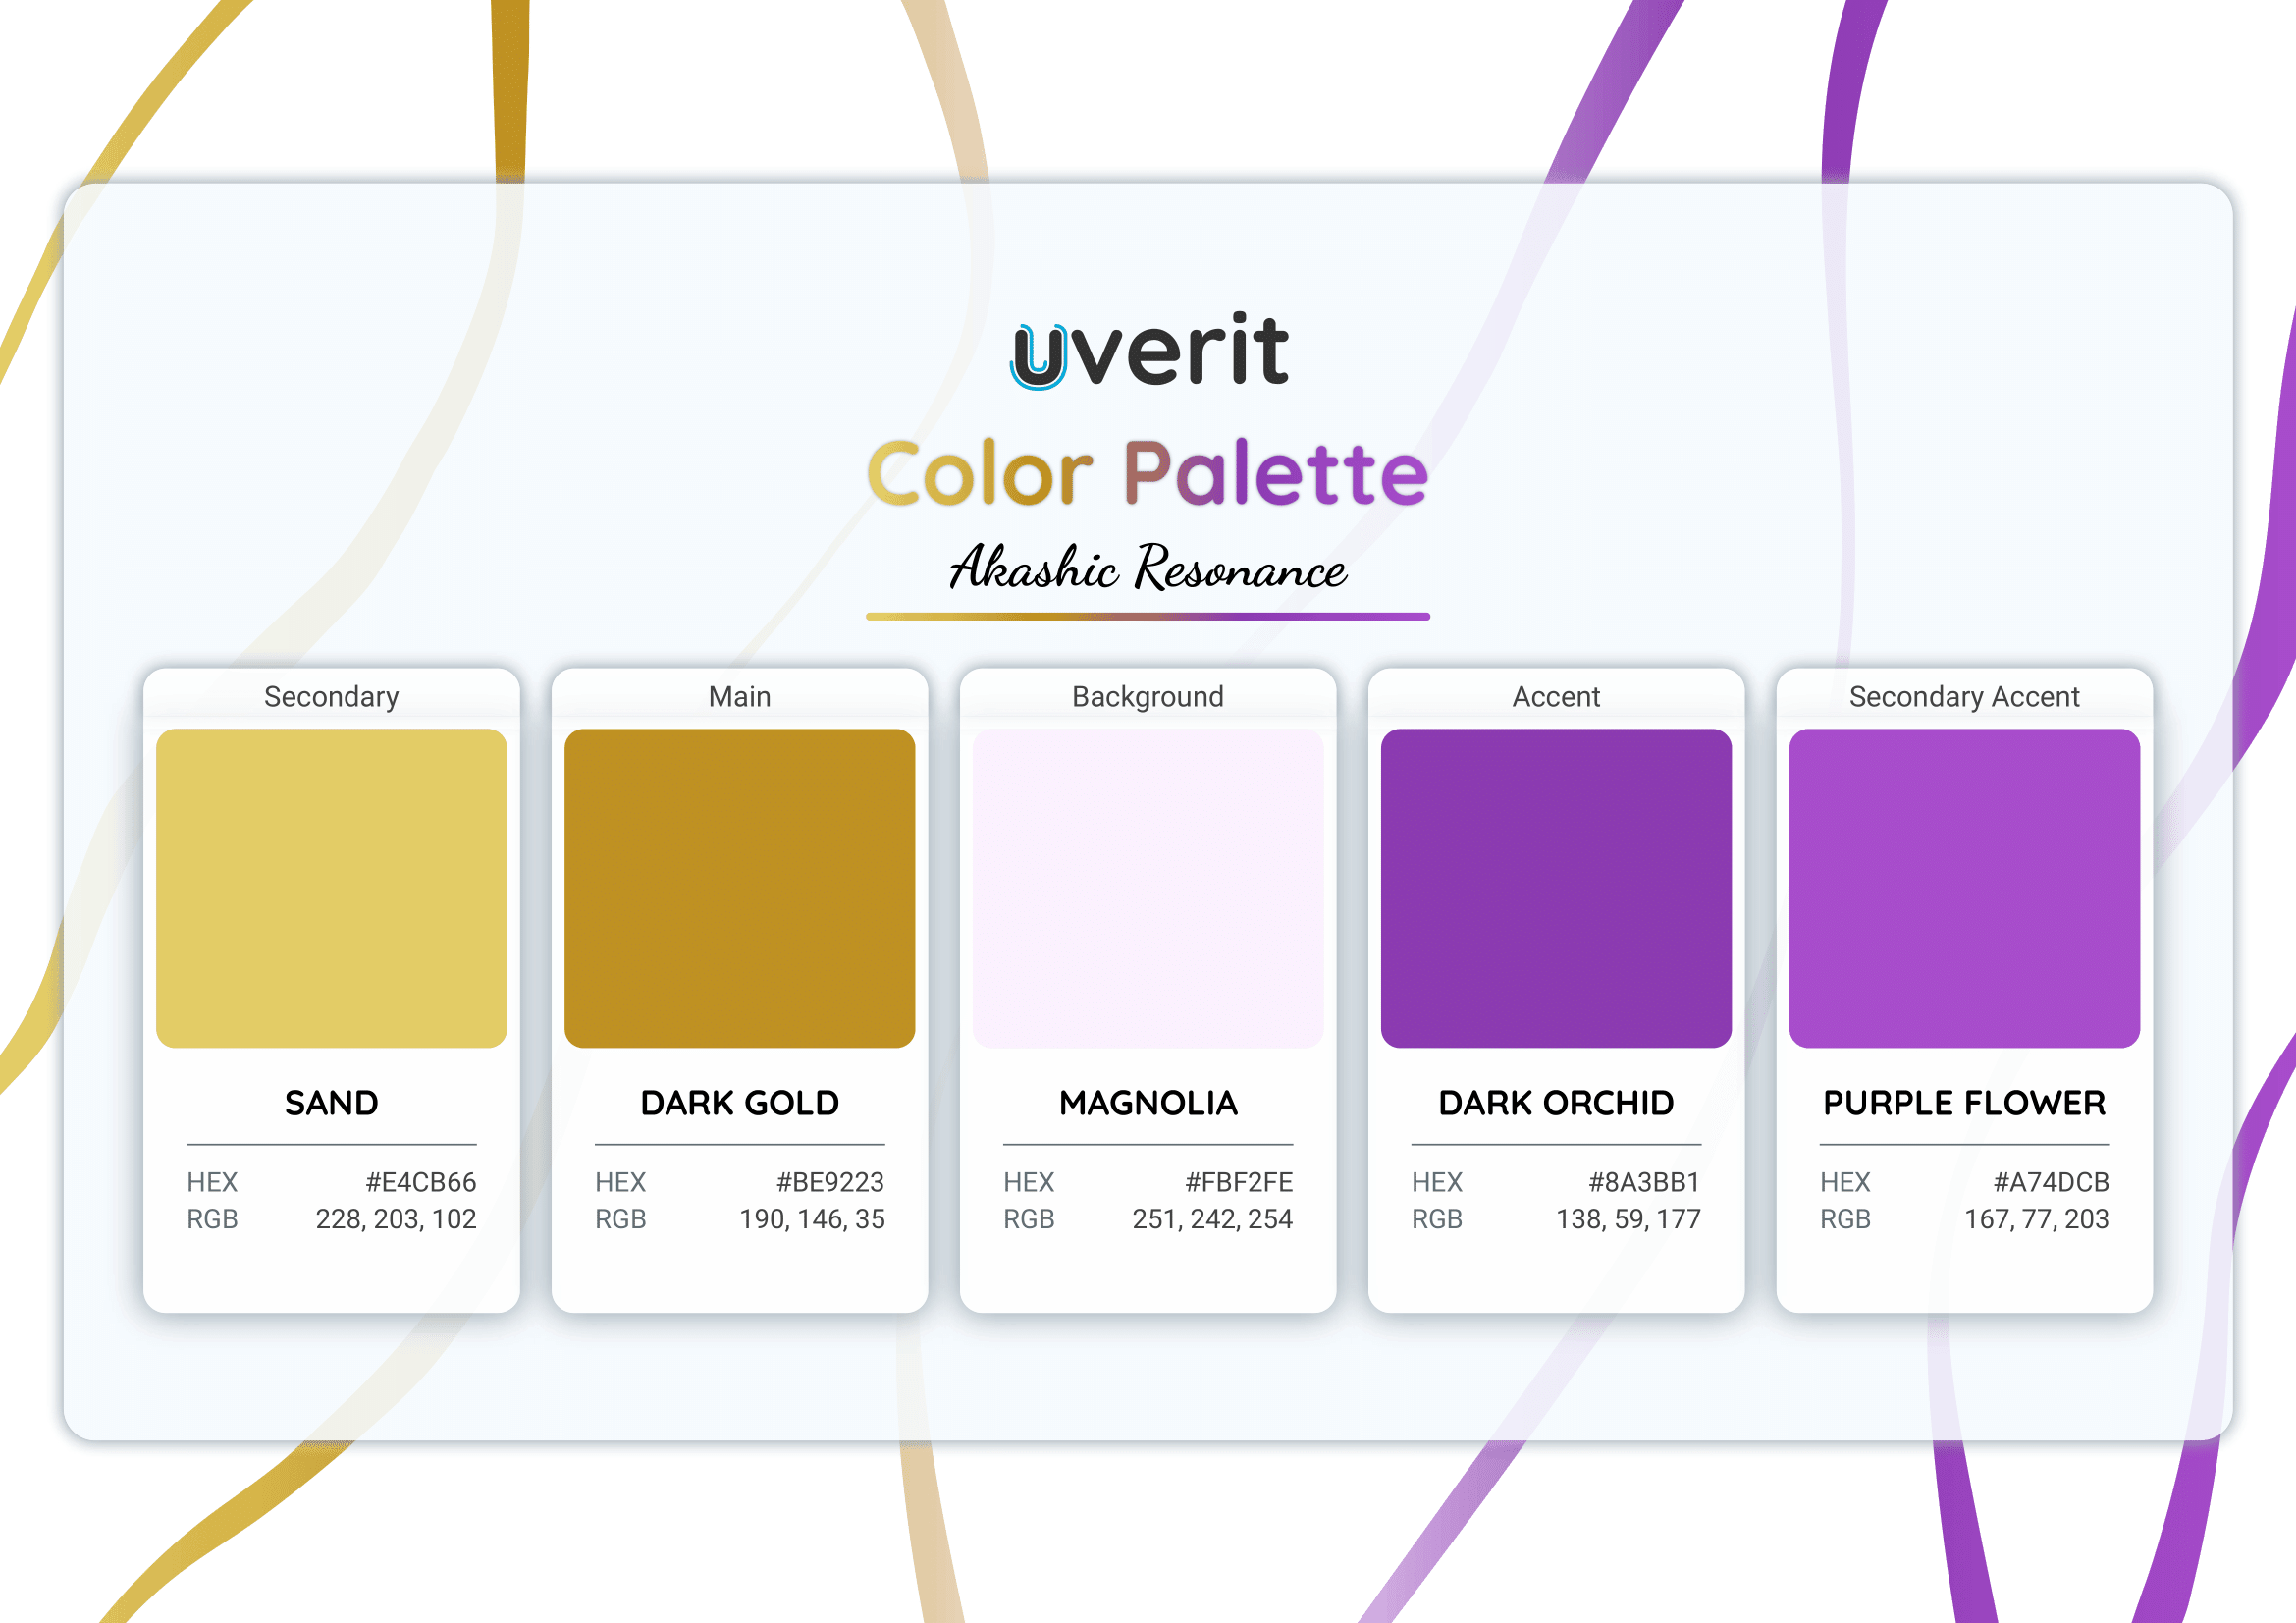 uverit
Color Palette
Akashic Resonance
Secondary
SAND
HEX #E4CB66
RGB 228, 203, 102
Main
DARK GOLD
HEX #BE9223
RGB 190, 146, 35
Background
MAGNOLIA
HEX #FBF2FE
RGB 251, 242, 254
Accent
DARK ORCHID
HEX #8A3BB1
RGB 138, 59, 177
Secondary Accent
PURPLE FLOWER
HEX #A74DCB
RGB 167, 77, 203